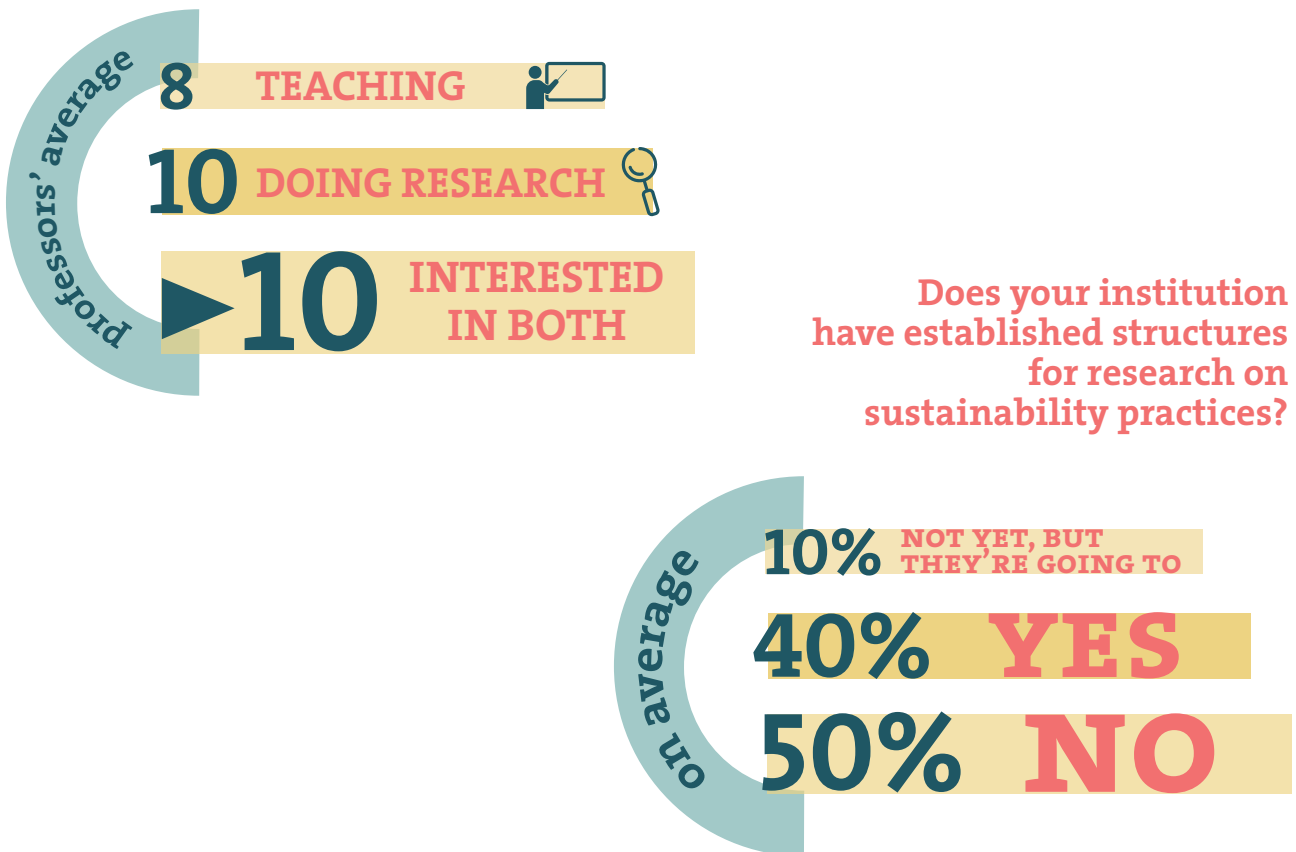 professors' average
8 TEACHING
10 DOING RESEARCH
10 INTERESTED
IN BOTH
Does your institution
have established structures
for research on
sustainability practices?
on average
10% NOT YET, BUT
THEY'RE GOING TO
40% YES
50% NO